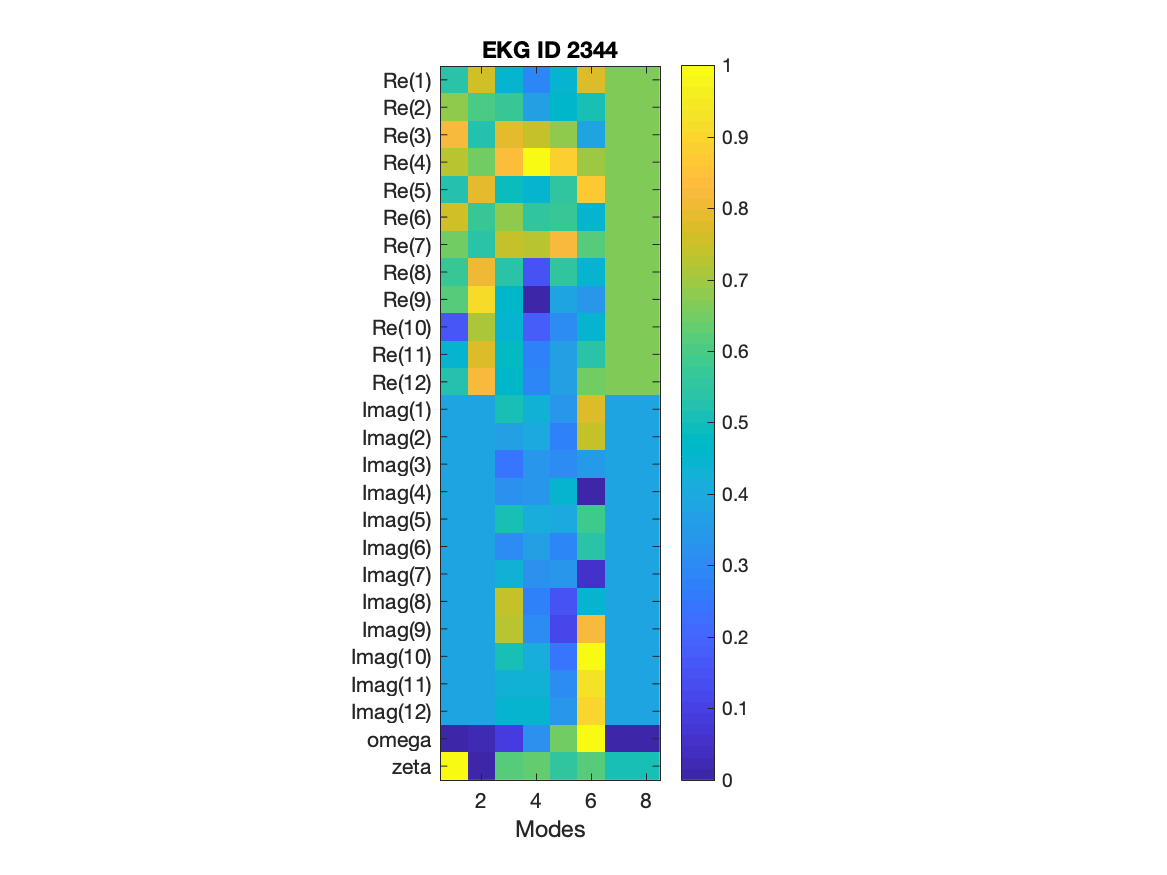 EKG ID 2344
Re(1)
Re(2)
Re(3)
Re(4)
Re(5)
Re(6)
Re(7)
Re(8)
Re(9)
Re(10)
Re(11)
Re(12)
Imag(1)
Imag(2)
Imag(3)
Imag(4)
Imag(5)
Imag(6)
Imag(7)
Imag(8)
Imag(9)
Imag(10)
Imag(11)
Imag(12)
omega
zeta
2 4 6 8
Modes
1
0.9
0.8
0.7
0.6
0.5
0.4
0.3
0.2
0.1
0